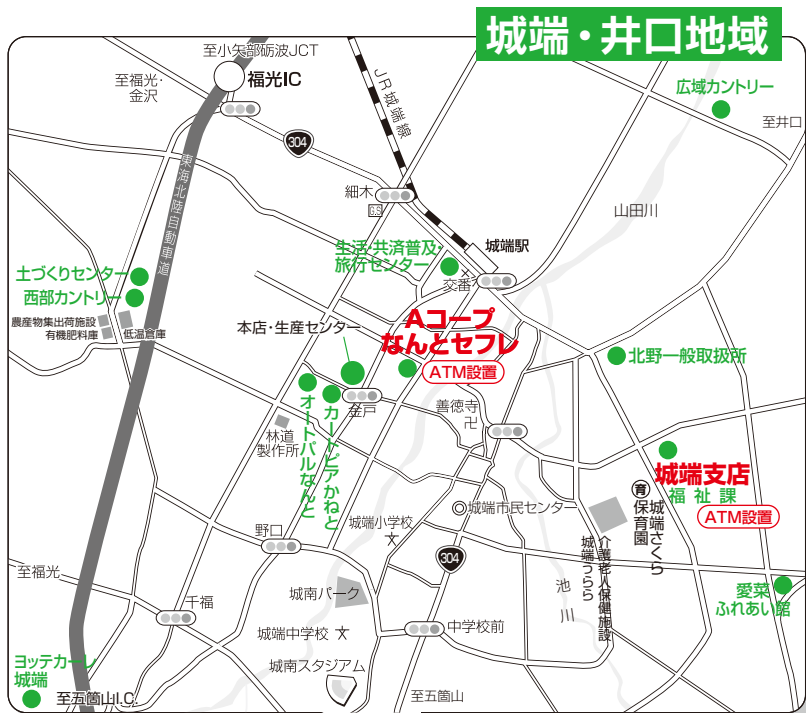 城端・井口地域
至小矢部砺波JCT
福光IC
至福光・
金沢
304
JR城端線
広域カントリー
至井口
東海北陸自動車道
細木
G.S
山田川
生活・共済普及・
旅行センター
城端駅
交番
土づくりセンター
西部カントリー
農産物集出荷施設
有機肥料庫
低温倉庫
本店・生産センター
Aコープ
なんとセフレ
ATM設置
北野一般取扱所
金戸
善徳寺
卍
オートパルなんと
カードピアかねと
林道
製作所
城端支店
福祉課
ATM設置
育
城端さくら
保育園
城端市民センター
城端小学校
文
介護老人保健施設
城端うらら
野口
304
至福光
城南パーク
池川
愛菜
ふれあい館
千福
城端中学校
文
中学校前
ヨッテカーレ
城端
城南スタジアム
至五箇山I.C.
至五箇山